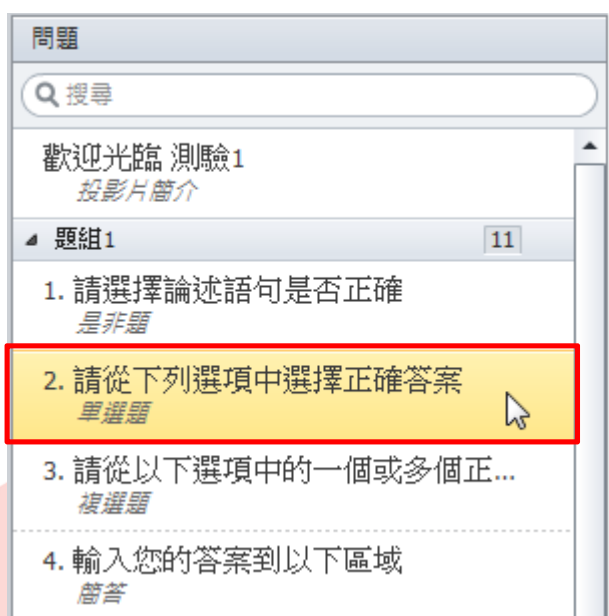 問題
搜尋
歡迎光臨 測驗1
投影片簡介
題組1 11
1. 請選擇論述語句是否正確
是非題
2. 請從下列選項中選擇正確答案
單選題
3. 請從以下選項中的一個或多個正...
複選題
4. 輸入您的答案到以下區域
簡答